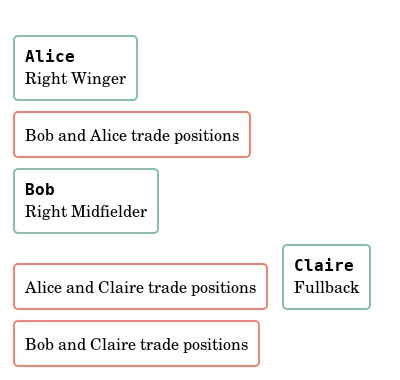 Alice
Right Winger
Bob and Alice trade positions
Bob
Right Midfielder
Alice and Claire trade positions
Claire
Fullback
Bob and Claire trade positions